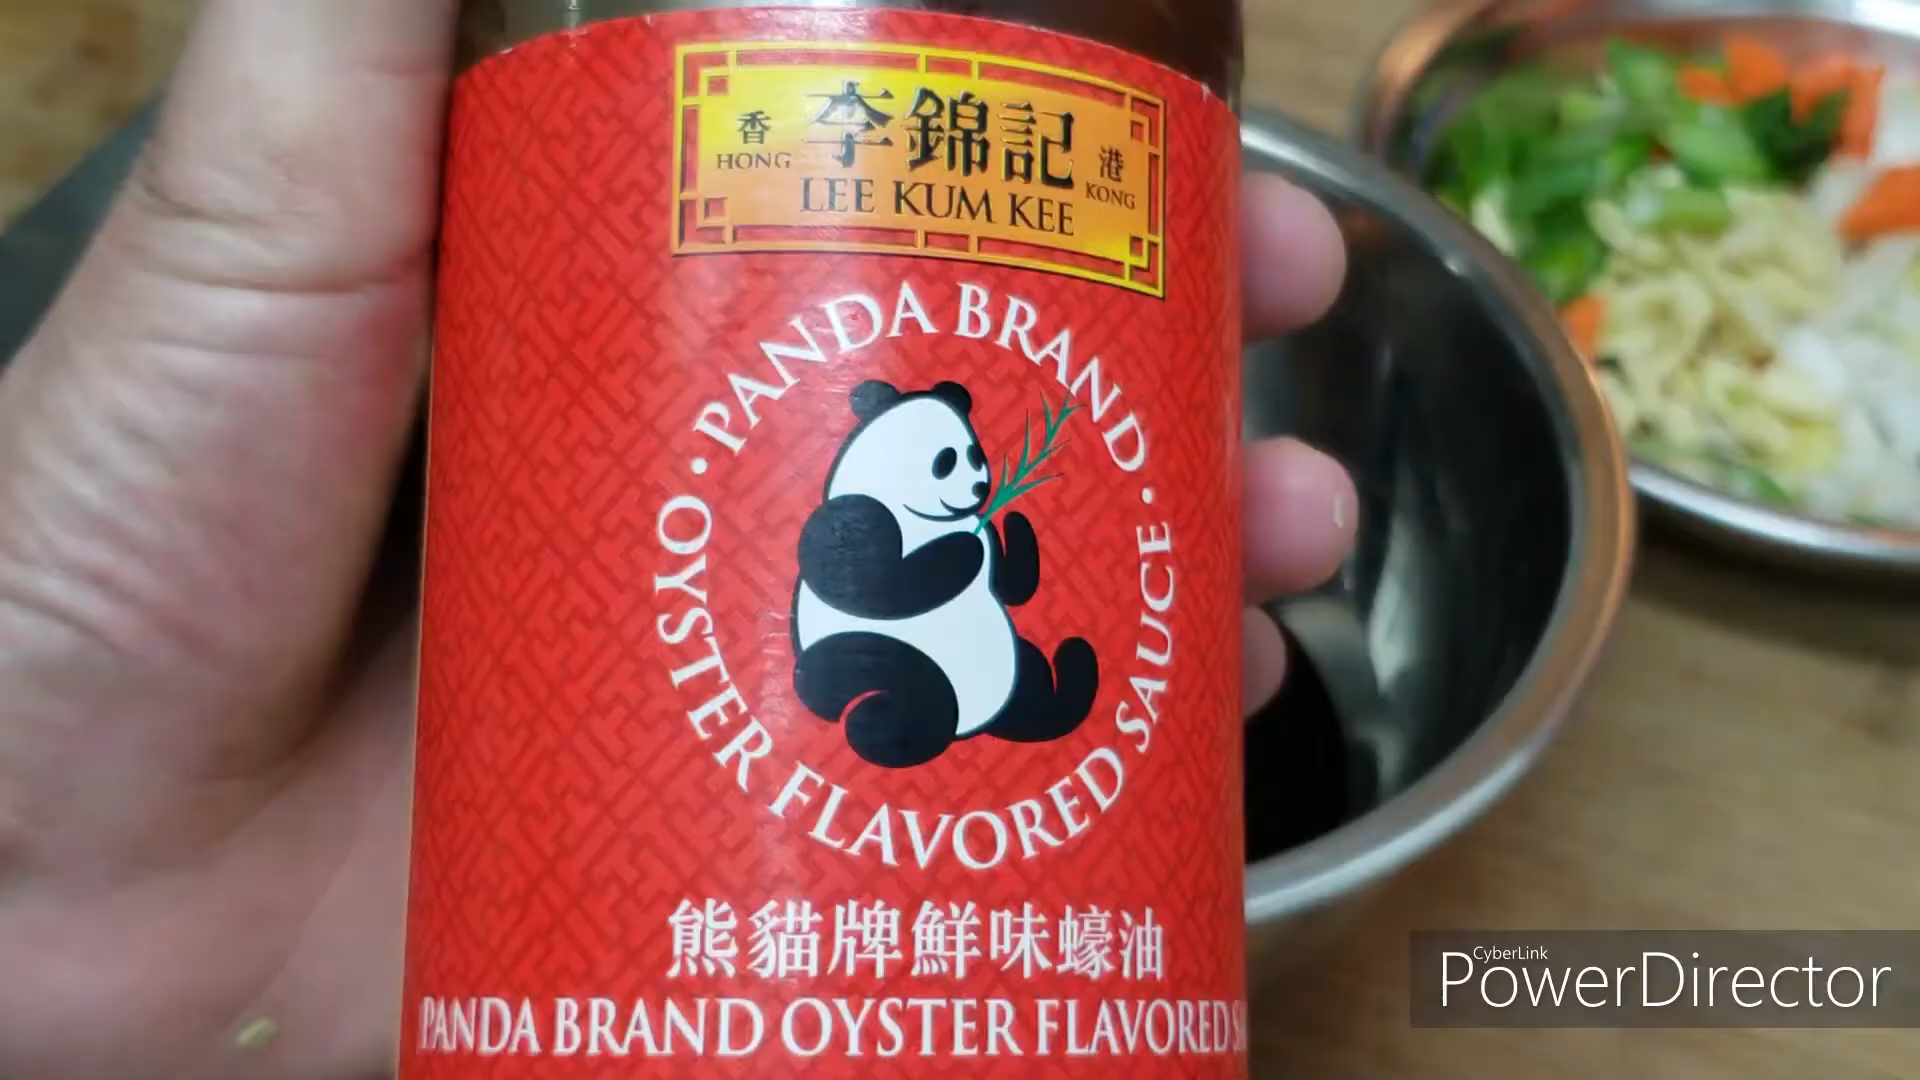 香 李錦記 港
HONG LEE KUM KEE KONG
· PANDA BRAND ·
OYSTER FLAVORED SAUCE
熊貓牌鮮味蠔油
PANDA BRAND OYSTER FLAVORED S
CyberLink
PowerDirector